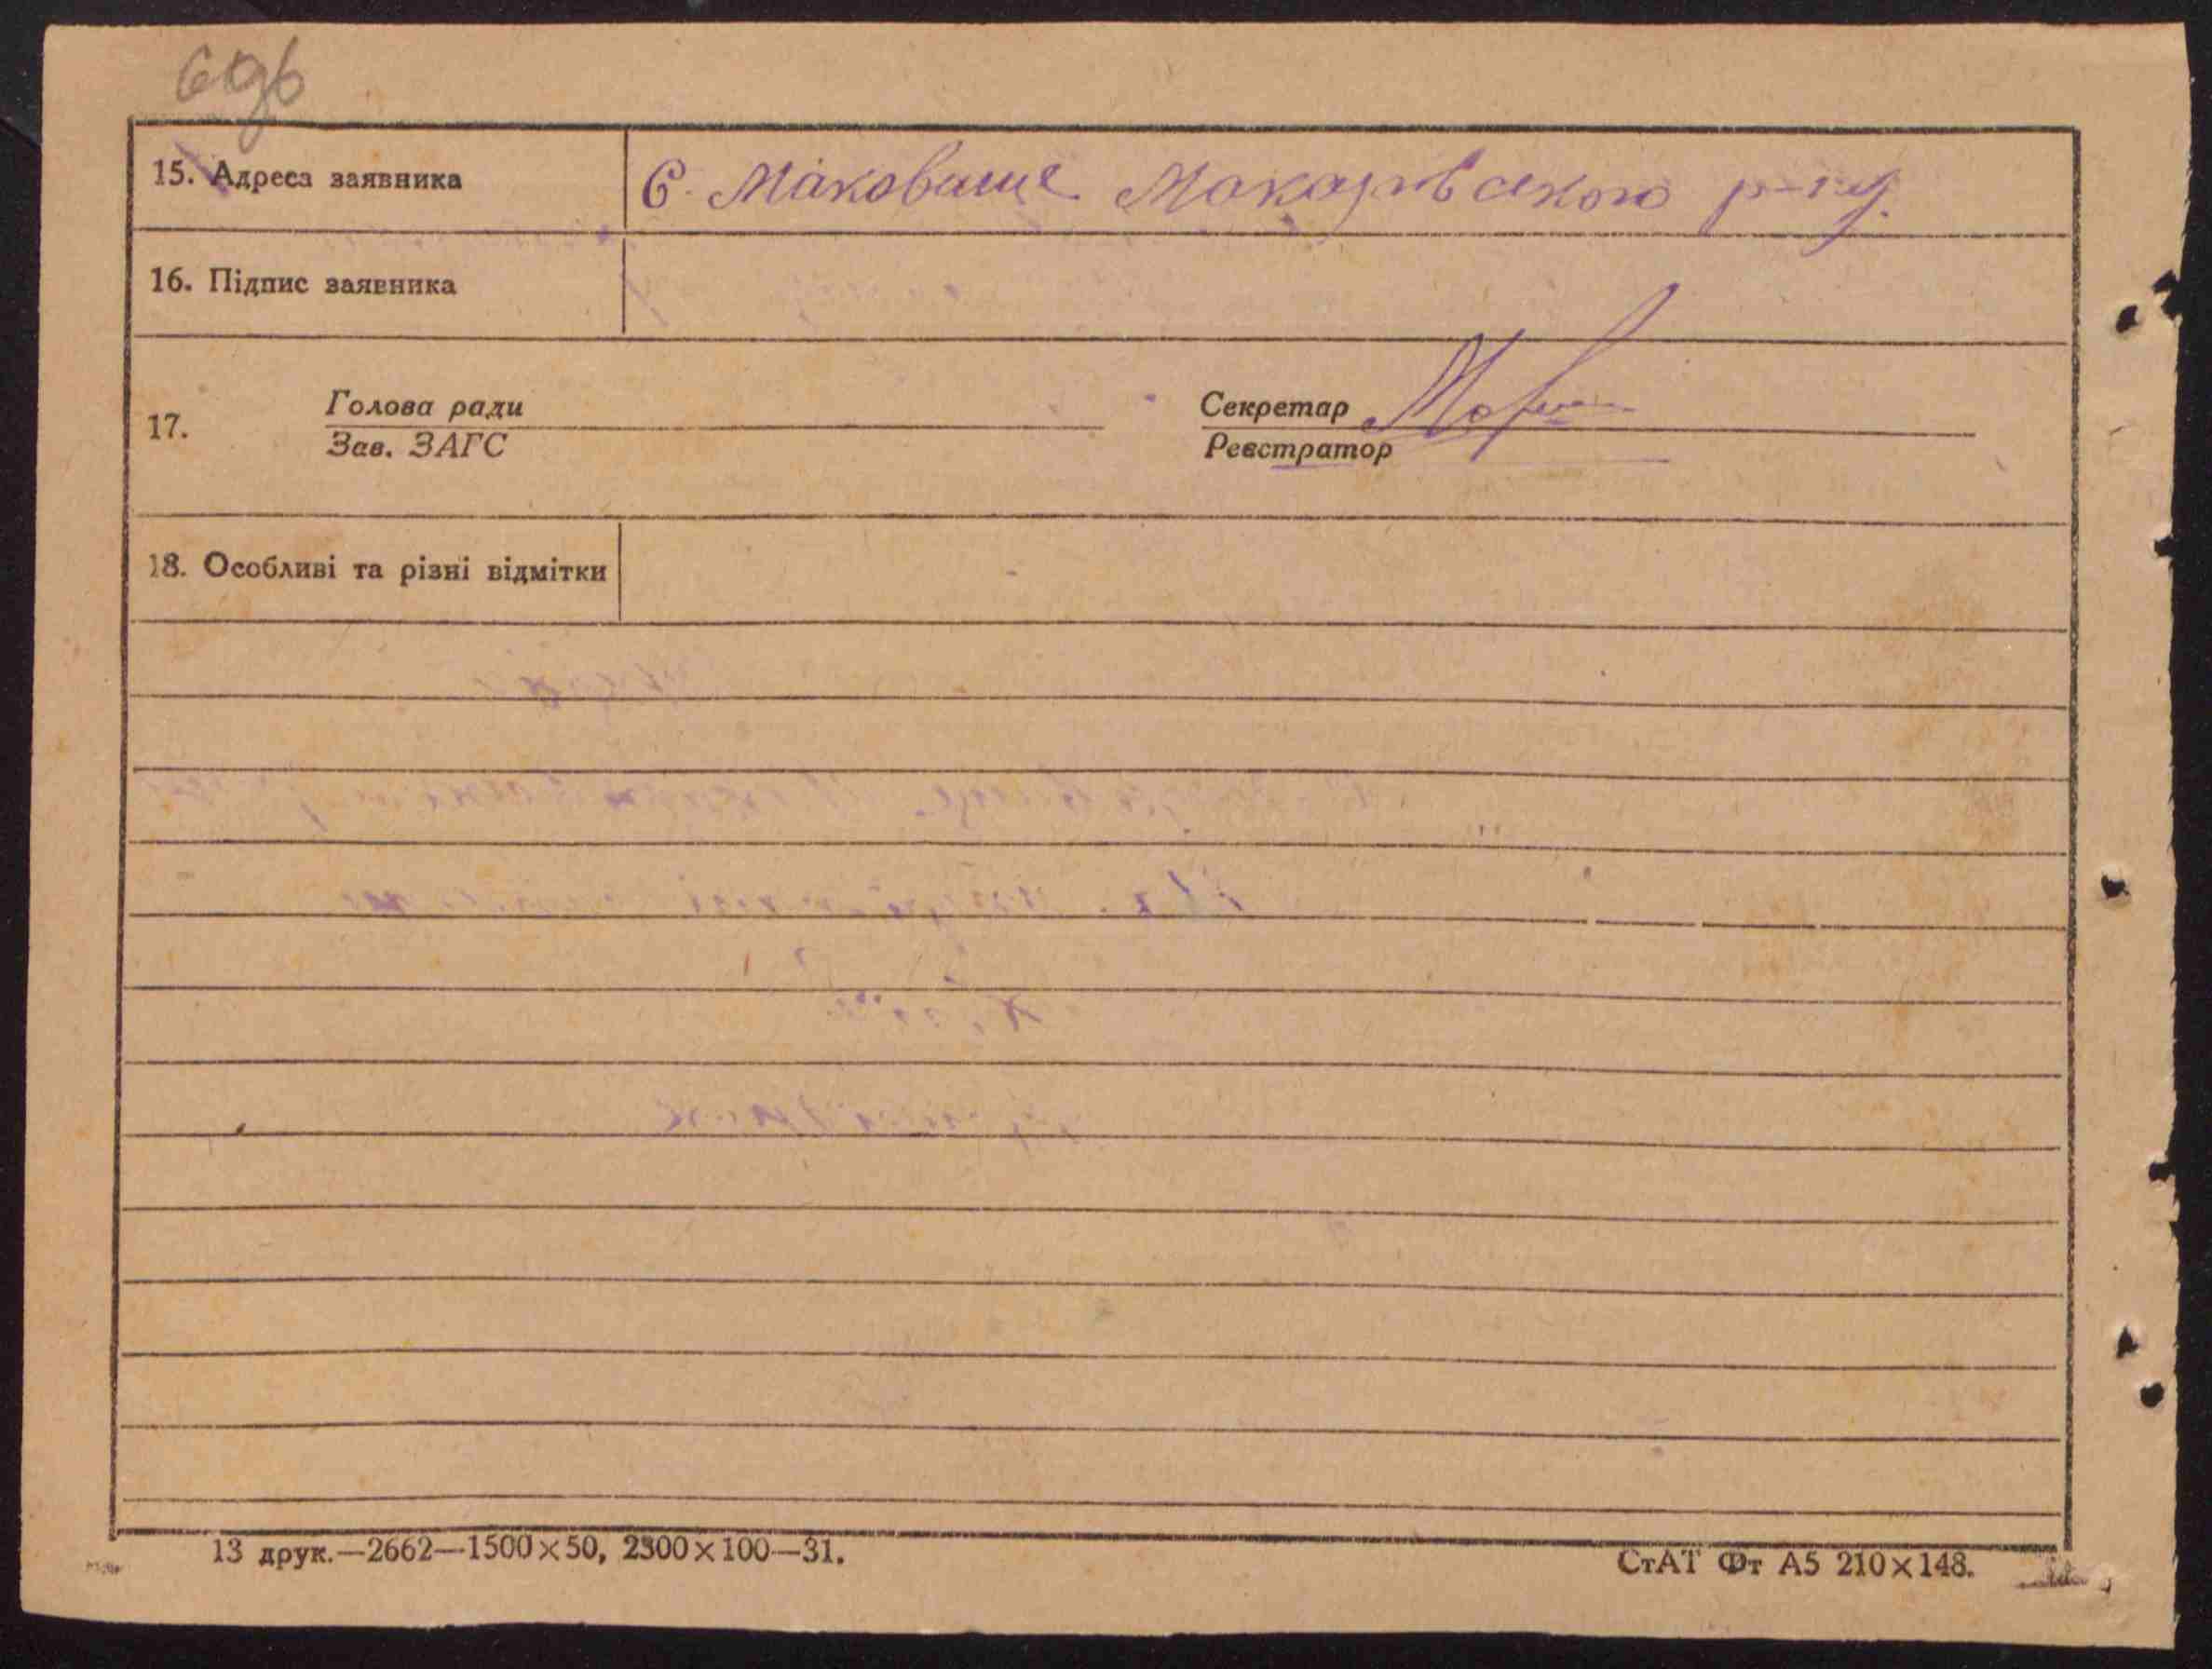 15. Адреса заявника С. Маковище Макарівського р-ну.
16. Підпис заявника
17. Голова ради Секретар
Зав. ЗАГС Реєстратор
18. Особливі та різні відмітки
13 друк.—2662—1500×50, 2300×100—31. СтАТ Фт А5 210×148.